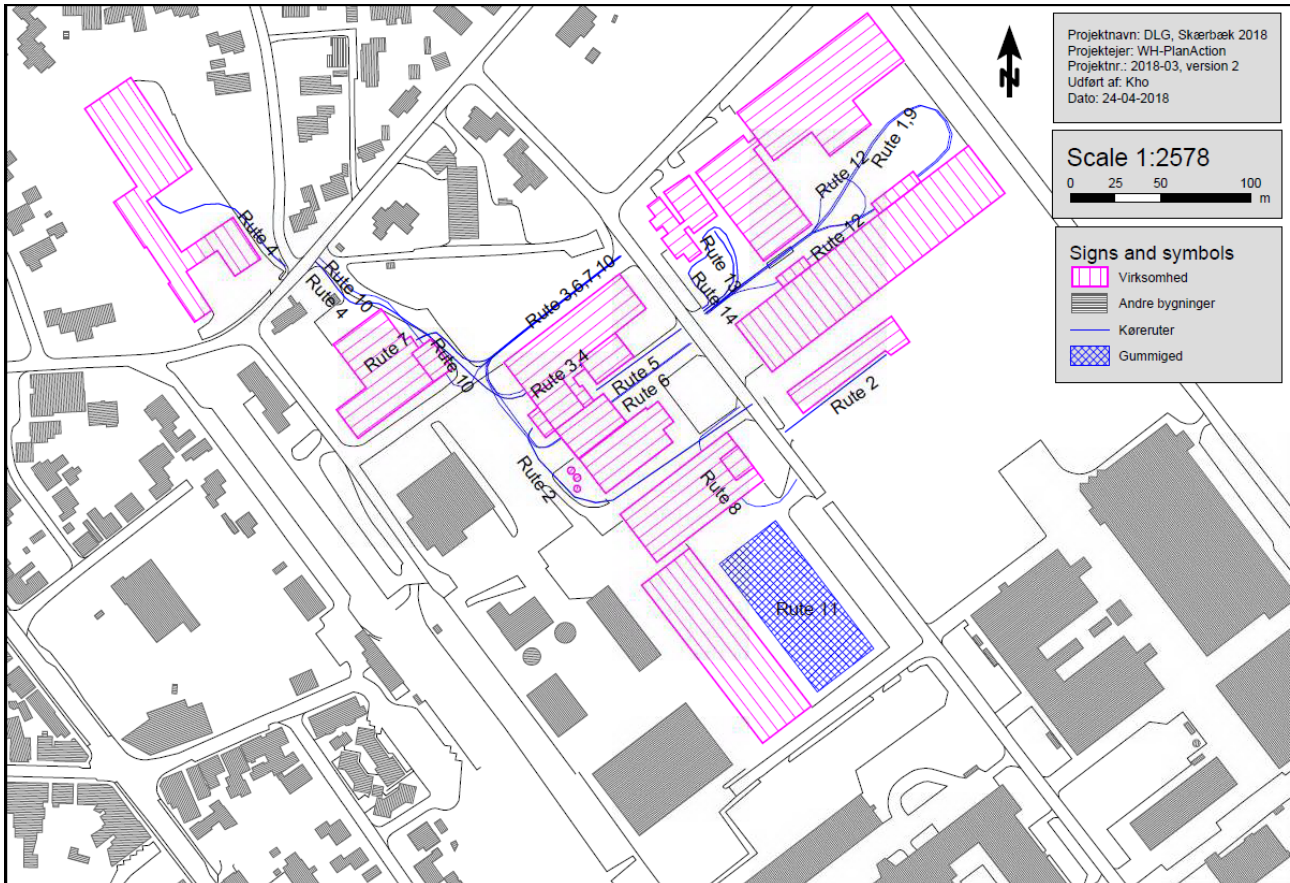 Projektnavn: DLG, Skærbæk 2018
Projektejer: WH-PlanAction
Projektnr.: 2018-03, version 2
Udført af: Kho
Dato: 24-04-2018
N
Scale 1:2578
0 25 50 100
m
Signs and symbols
Virksomhed
Andre bygninger
Køreruter
Gummiged
Rute 1,9
Rute 12
Rute 12
Rute 13
Rute 14
Rute 4
Rute 10
Rute 4
Rute 3,6,7,10
Rute 7
Rute 10
Rute 3,4
Rute 5
Rute 6
Rute 2
Rute 2
Rute 8
Rute 11